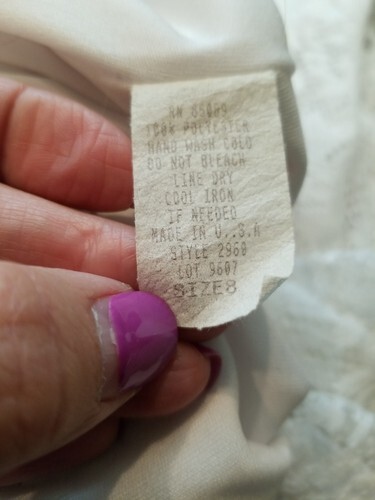 RN
100% POLYESTER
HAND WASH COLD
DO NOT BLEACH
LINE DRY
COOL IRON
IF NEEDED
MADE IN U.S.A
STYLE 2960
LOT 9607
SIZE8